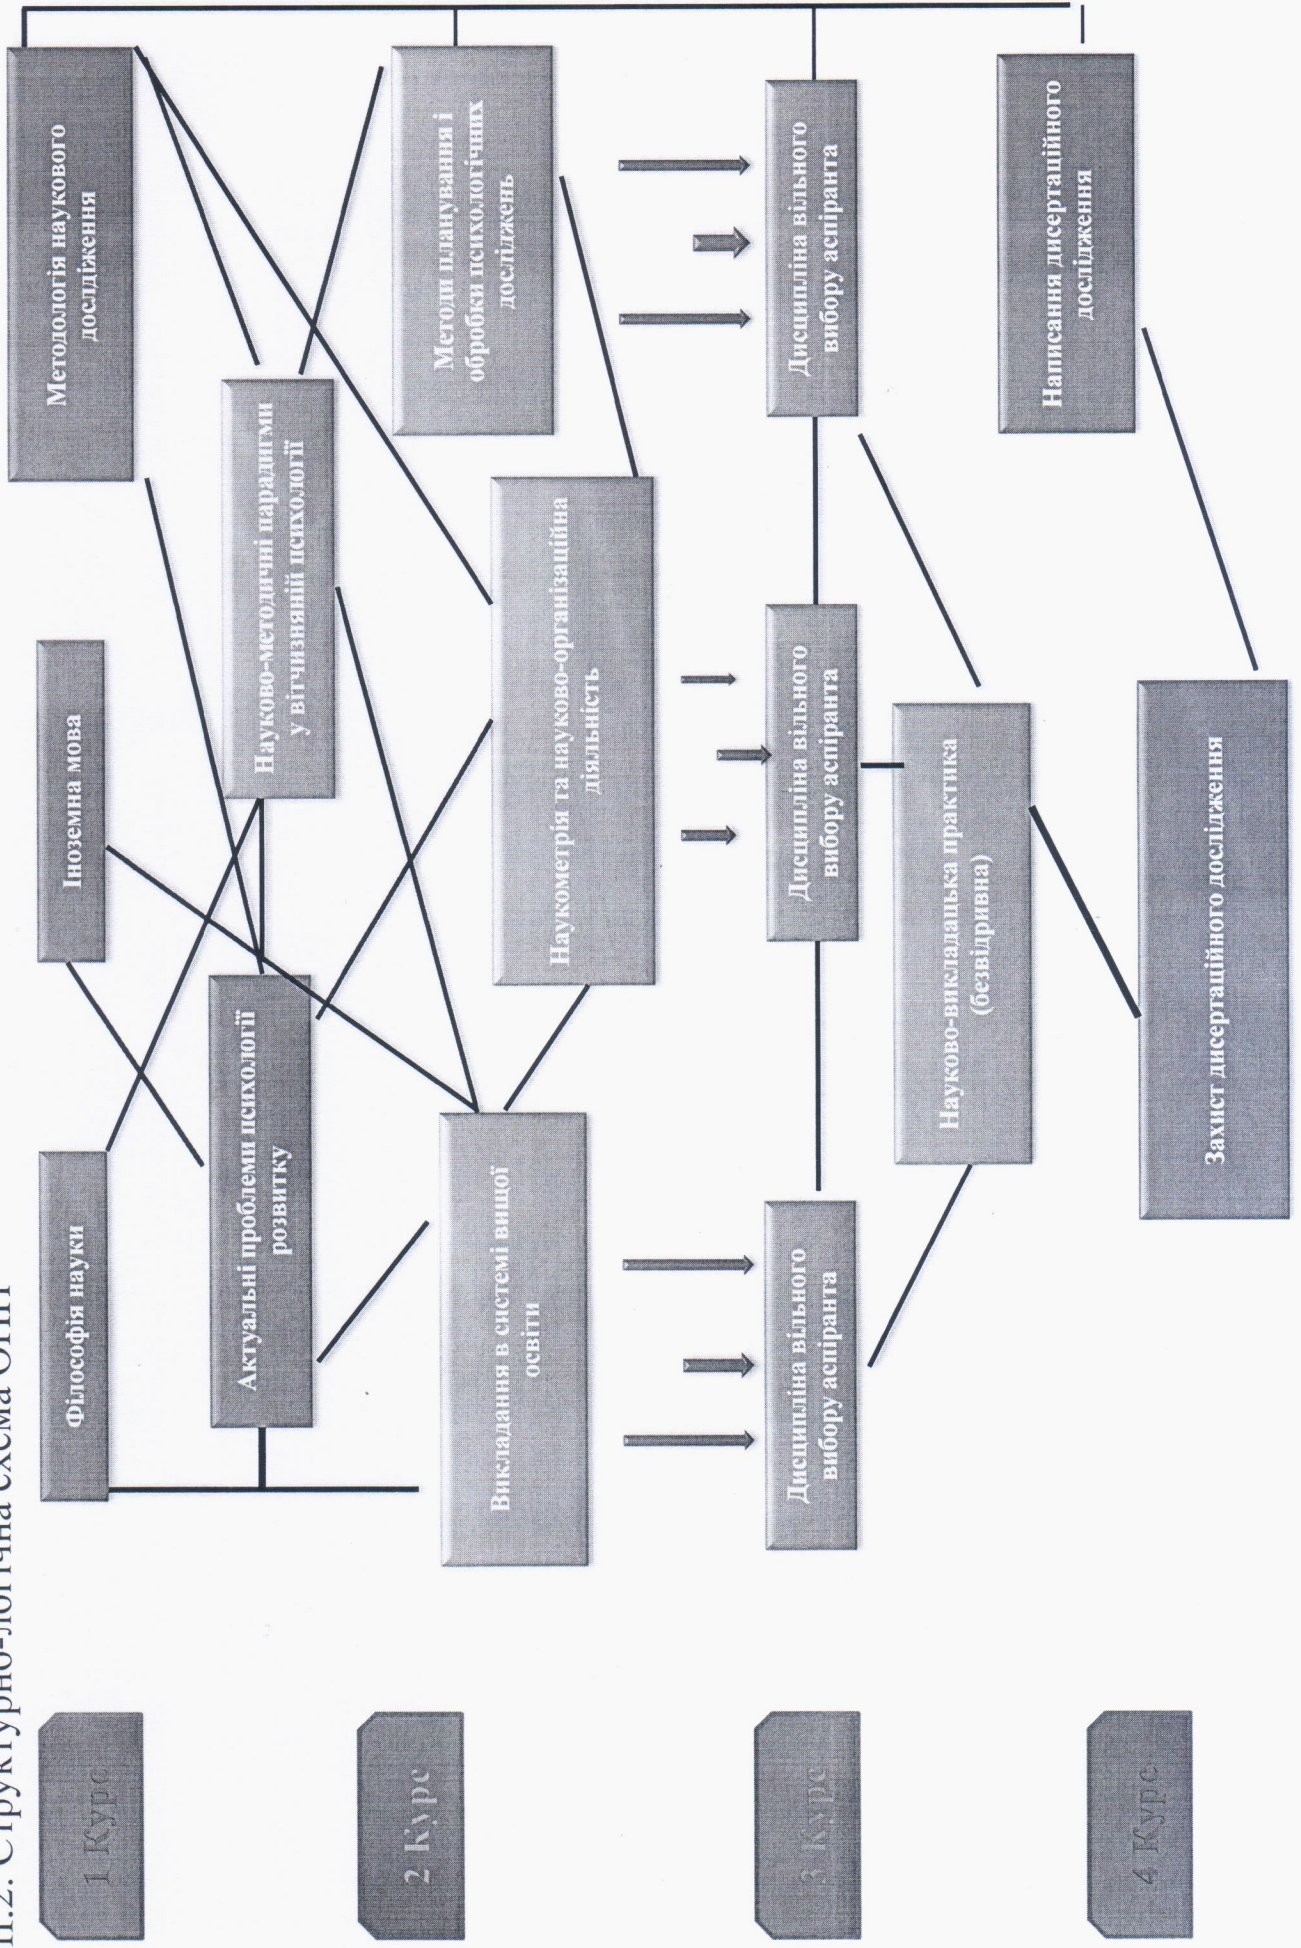 ІІ.2. Структурно-логічна схема ОНП
1 Курс
Філософія науки
Іноземна мова
Методологія наукового
дослдіження
Актуальні проблеми психології
розвитку
Науково-методичні парадигми
у вітчизняній психології
2 Курс
Викладання в системі вищої
освіти
Наукометрія та науково-організаційна
діяльність
Методи планування і
обробки психологічних
досліджень
3 Курс
Дисципліна вільного
вибору аспіранта
Дисципліна вільного
вибору аспіранта
Дисципліна вільного
вибору аспіранта
Науково-викладацька практика
(безвідривна)
4 Курс
Написання дисертаційного
дослідження
Захист дисертаційного дослідження